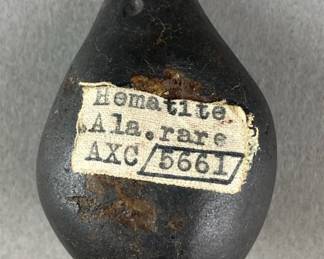 Hematite
Ala. rare
AXC 5661